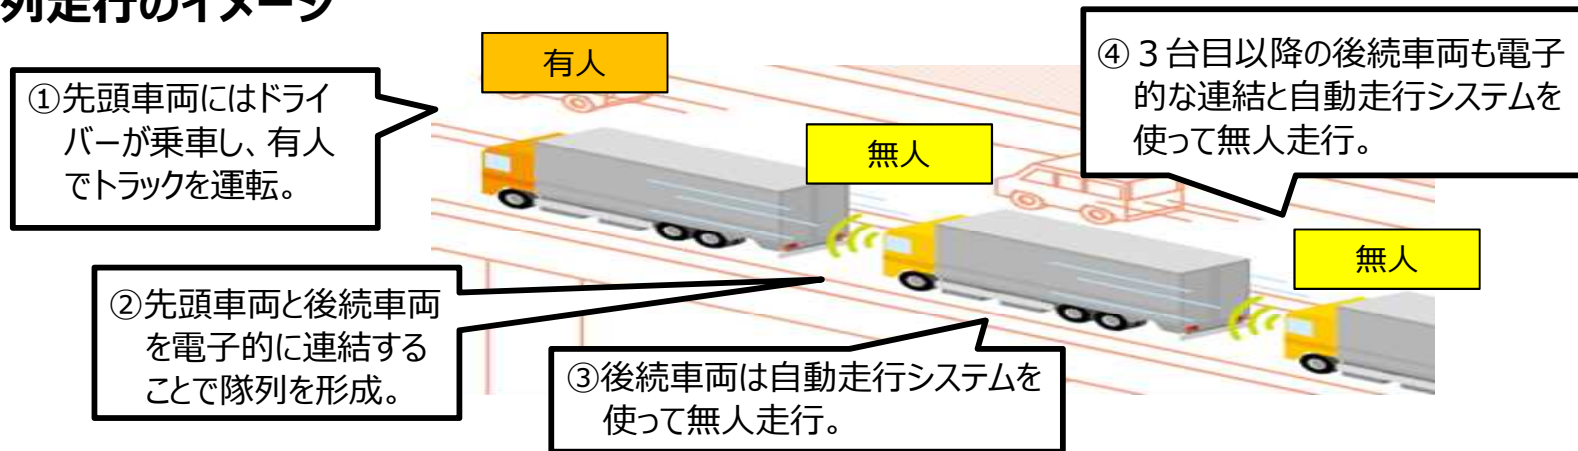 列走行のイメージ
有人
①先頭車両にはドライ
バーが乗車し、有人
でトラックを運転。
④３台目以降の後続車両も電子
的な連結と自動走行システムを
使って無人走行。
無人
無人
②先頭車両と後続車両
を電子的に連結する
ことで隊列を形成。
③後続車両は自動走行システムを
使って無人走行。